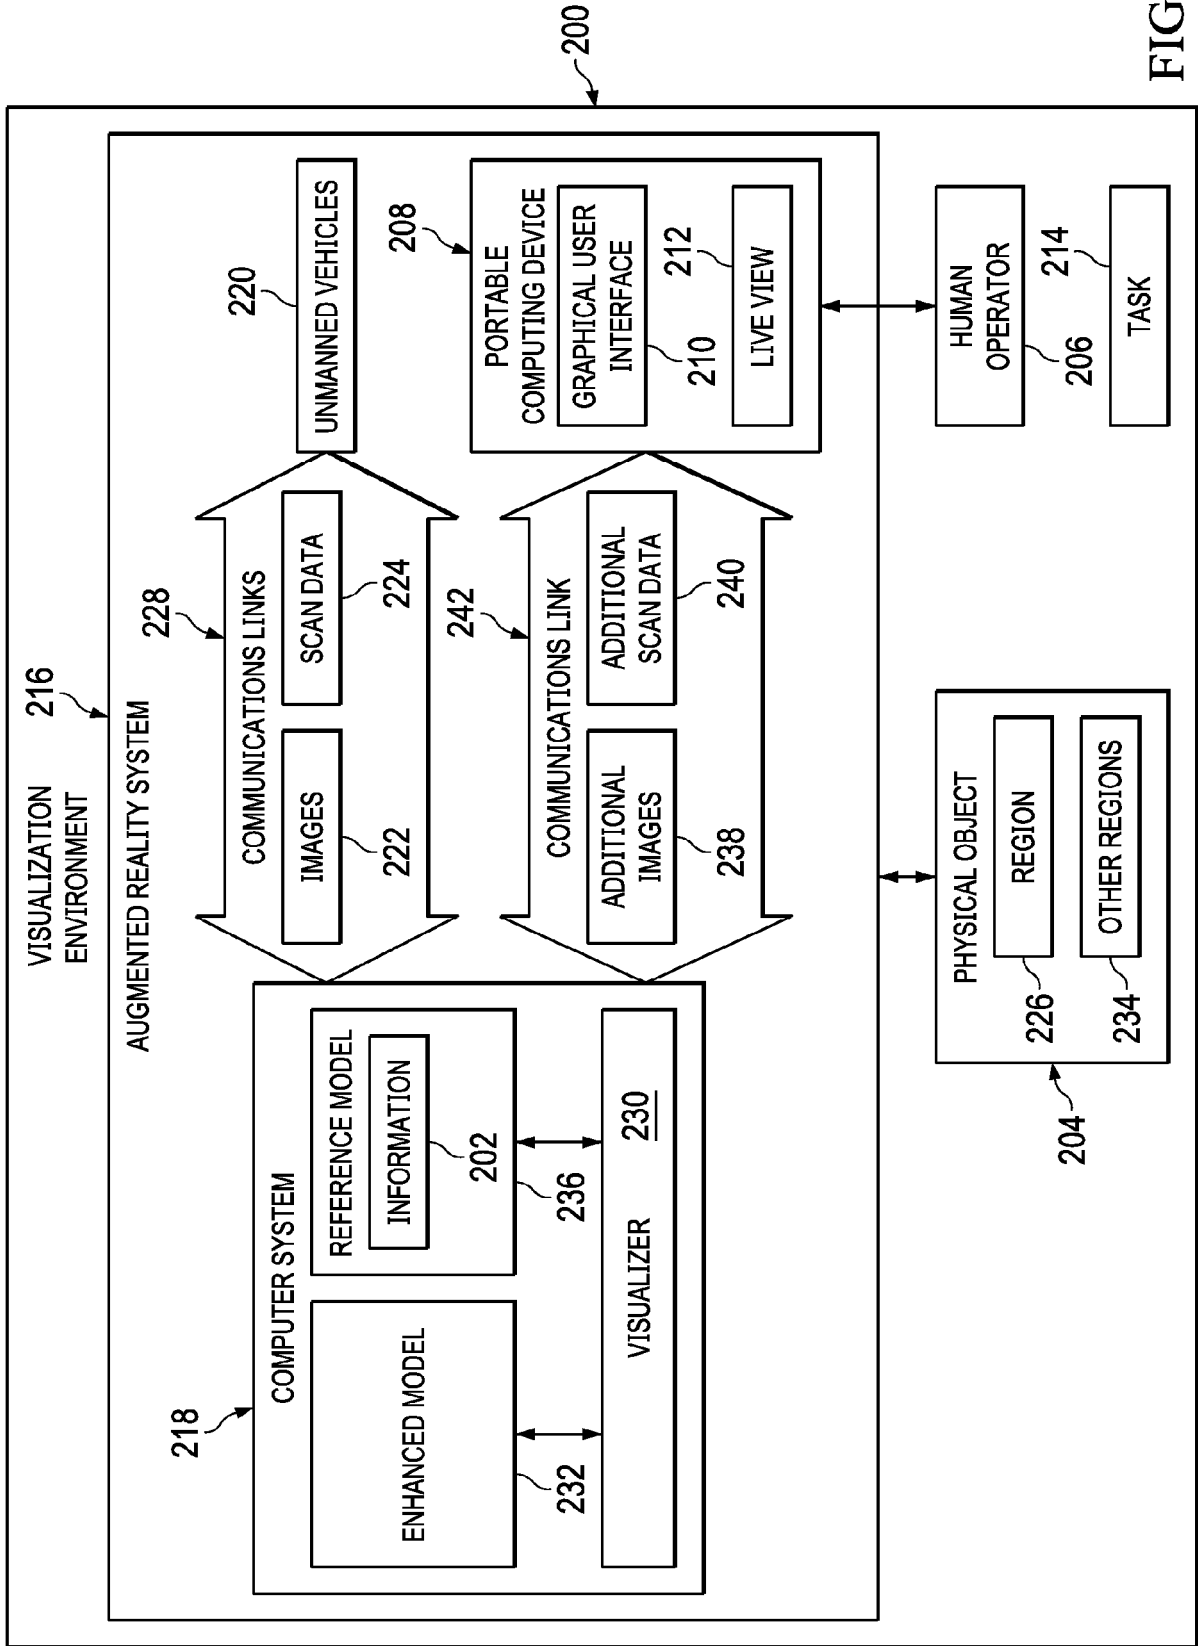 VISUALIZATION
ENVIRONMENT
216
AUGMENTED REALITY SYSTEM
218
COMPUTER SYSTEM
ENHANCED MODEL
232
REFERENCE MODEL
INFORMATION
202
236
VISUALIZER
230
228
COMMUNICATIONS LINKS
IMAGES
222
SCAN DATA
224
220
UNMANNED VEHICLES
242
COMMUNICATIONS LINK
ADDITIONAL
IMAGES
238
ADDITIONAL
SCAN DATA
240
208
PORTABLE
COMPUTING DEVICE
GRAPHICAL USER
INTERFACE
210
212
LIVE VIEW
200
PHYSICAL OBJECT
REGION
226
OTHER REGIONS
234
204
HUMAN
OPERATOR
206
214
TASK
FIG